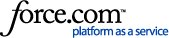 force.com™
platform as a service